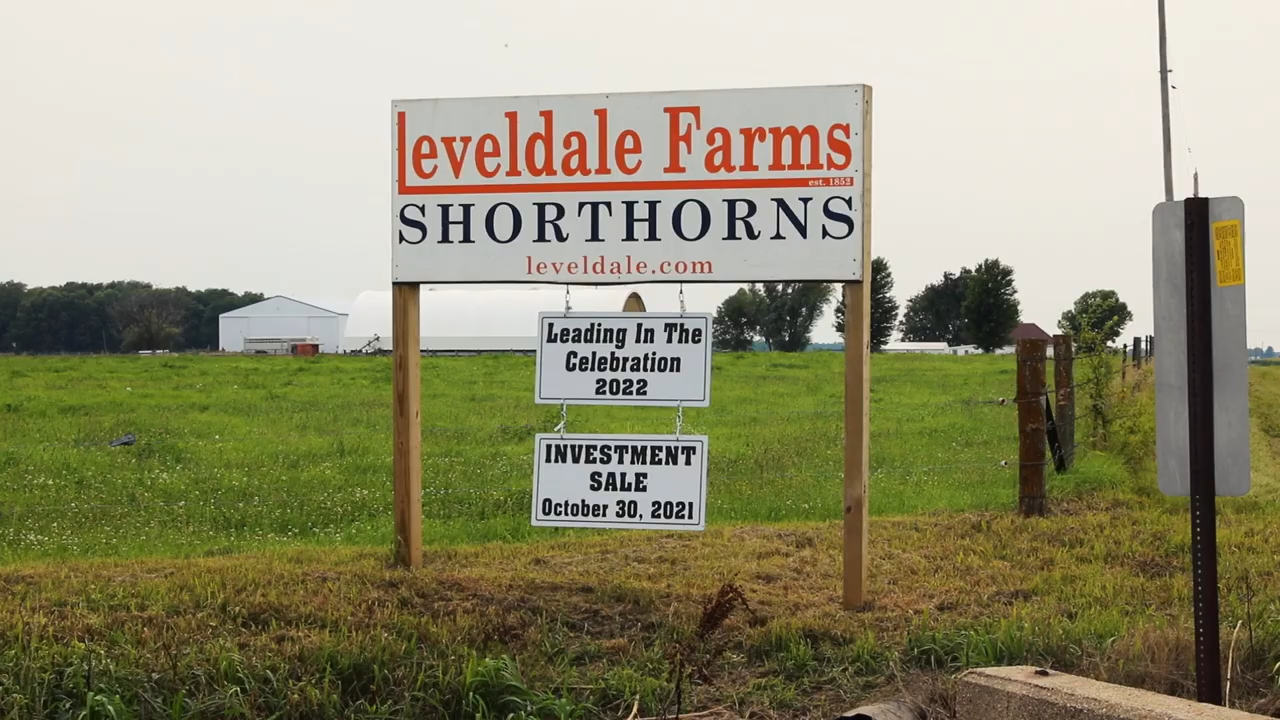 Leveldale Farms
est. 1852
SHORTHORNS
leveldale.com
Leading In The
Celebration
2022
INVESTMENT
SALE
October 30, 2021